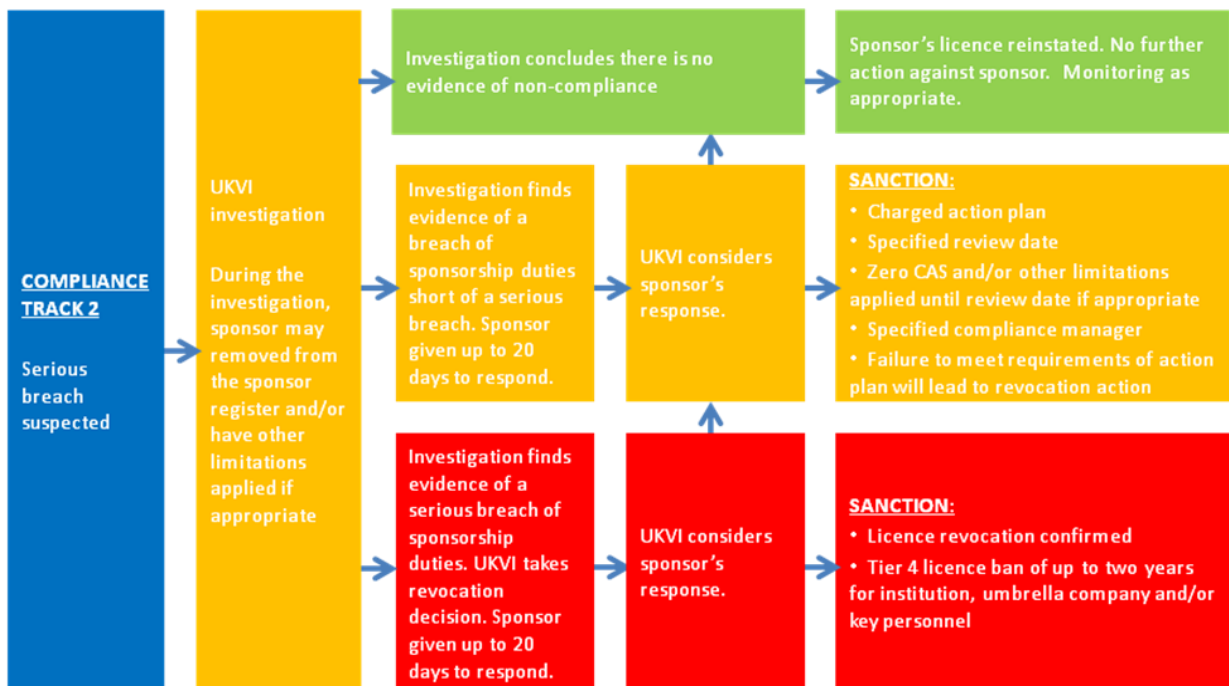 COMPLIANCE
TRACK 2
Serious
breach
suspected
UKVI
investigation
During the
investigation,
sponsor may
removed from
the sponsor
register and/or
have other
limitations
applied if
appropriate
Investigation concludes there is no
evidence of non-compliance
Sponsor's licence reinstated. No further
action against sponsor.  Monitoring as
appropriate.
Investigation finds
evidence of a
breach of
sponsorship duties
short of a serious
breach. Sponsor
given up to 20
days to respond.
UKVI considers
sponsor's
response.
SANCTION:
• Charged action plan
• Specified review date
• Zero CAS and/or other limitations
applied until review date if appropriate
• Specified compliance manager
• Failure to meet requirements of action
plan will lead to revocation action
Investigation finds
evidence of a
serious breach of
sponsorship
duties. UKVI takes
revocation
decision. Sponsor
given up to 20
days to respond.
UKVI considers
sponsor's
response.
SANCTION:
• Licence revocation confirmed
• Tier 4 licence ban of up to two years
for institution, umbrella company and/or
key personnel